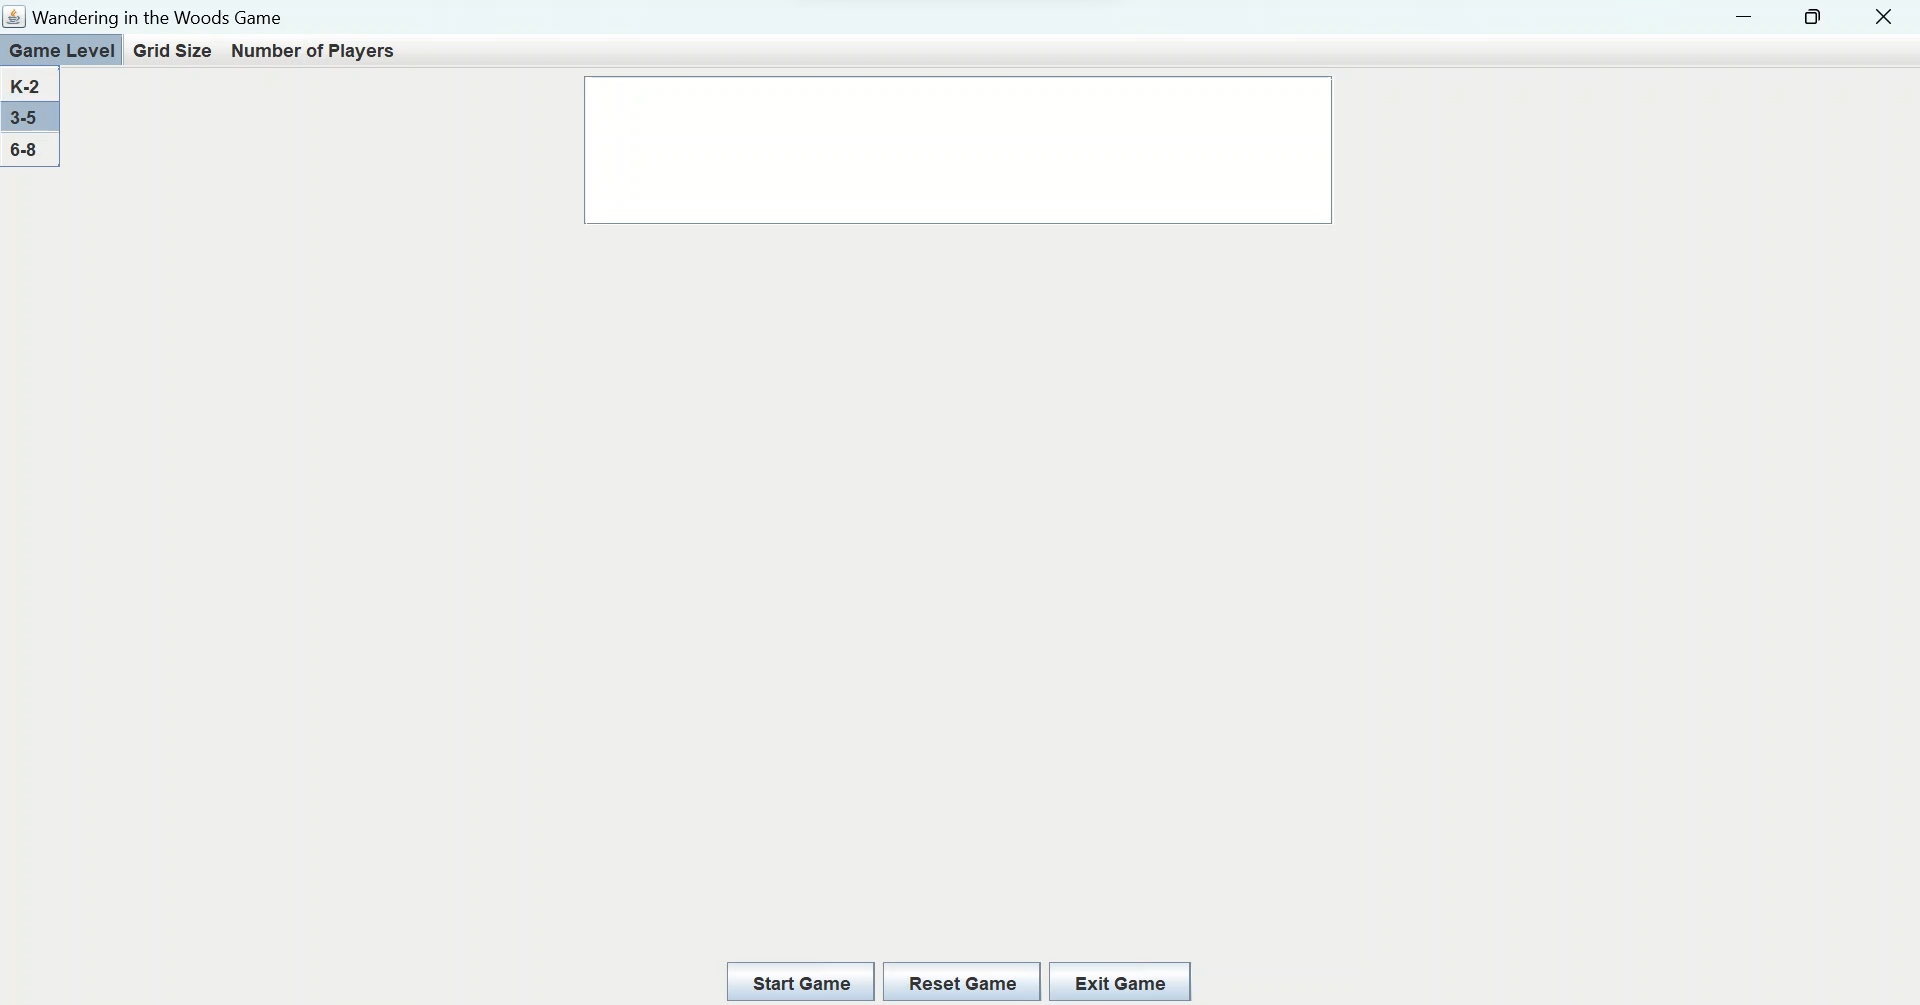 Wandering in the Woods Game
Game Level Grid Size Number of Players
K-2
3-5
6-8
Start Game Reset Game Exit Game